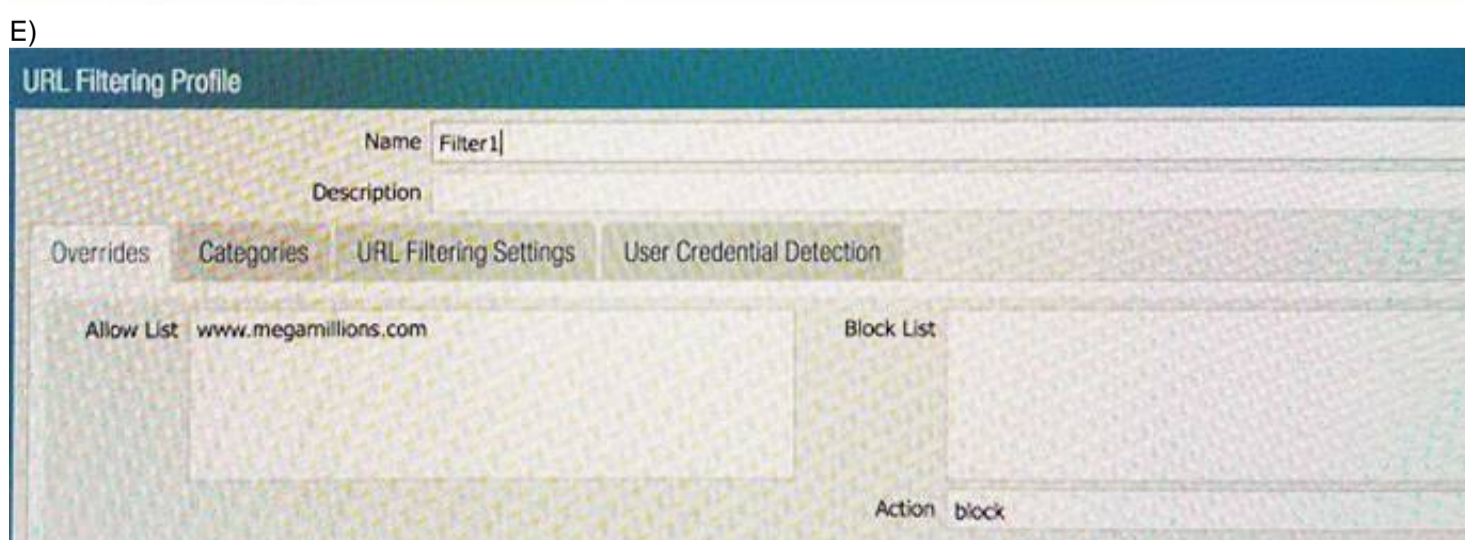 E)
URL Filtering Profile
Name Filter1
Description
Overrides Categories URL Filtering Settings User Credential Detection
Allow List www.megamillions.com Block List
Action block